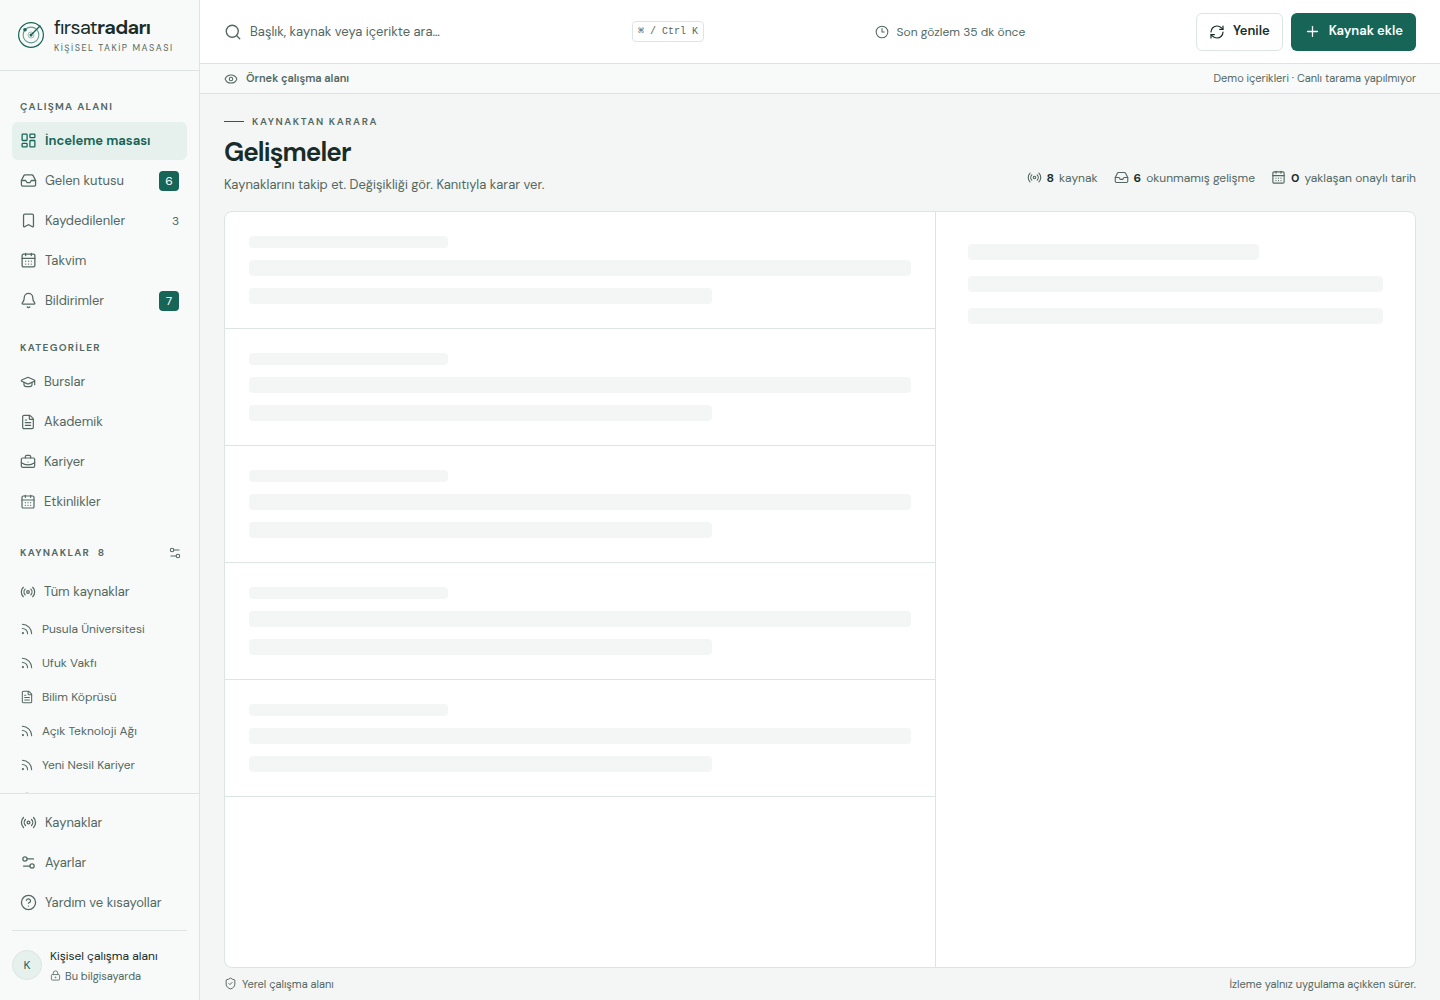 fırsatradarı
KİŞİSEL TAKİP MASASI
ÇALIŞMA ALANI
İnceleme masası
Gelen kutusu 6
Kaydedilenler 3
Takvim
Bildirimler 7
KATEGORİLER
Burslar
Akademik
Kariyer
Etkinlikler
KAYNAKLAR 8
Tüm kaynaklar
Pusula Üniversitesi
Ufuk Vakfı
Bilim Köprüsü
Açık Teknoloji Ağı
Yeni Nesil Kariyer
Kaynaklar
Ayarlar
Yardım ve kısayollar
K
Kişisel çalışma alanı
Bu bilgisayarda
Başlık, kaynak veya içerikte ara...
⌘ / Ctrl K
Son gözlem 35 dk önce
Yenile
Kaynak ekle
Örnek çalışma alanı
Demo içerikleri · Canlı tarama yapılmıyor
KAYNAKTAN KARARA
Gelişmeler
Kaynaklarını takip et. Değişikliği gör. Kanıtıyla karar ver.
8 kaynak 6 okunmamış gelişme 0 yaklaşan onaylı tarih
Yerel çalışma alanı
İzleme yalnız uygulama açıkken sürer.